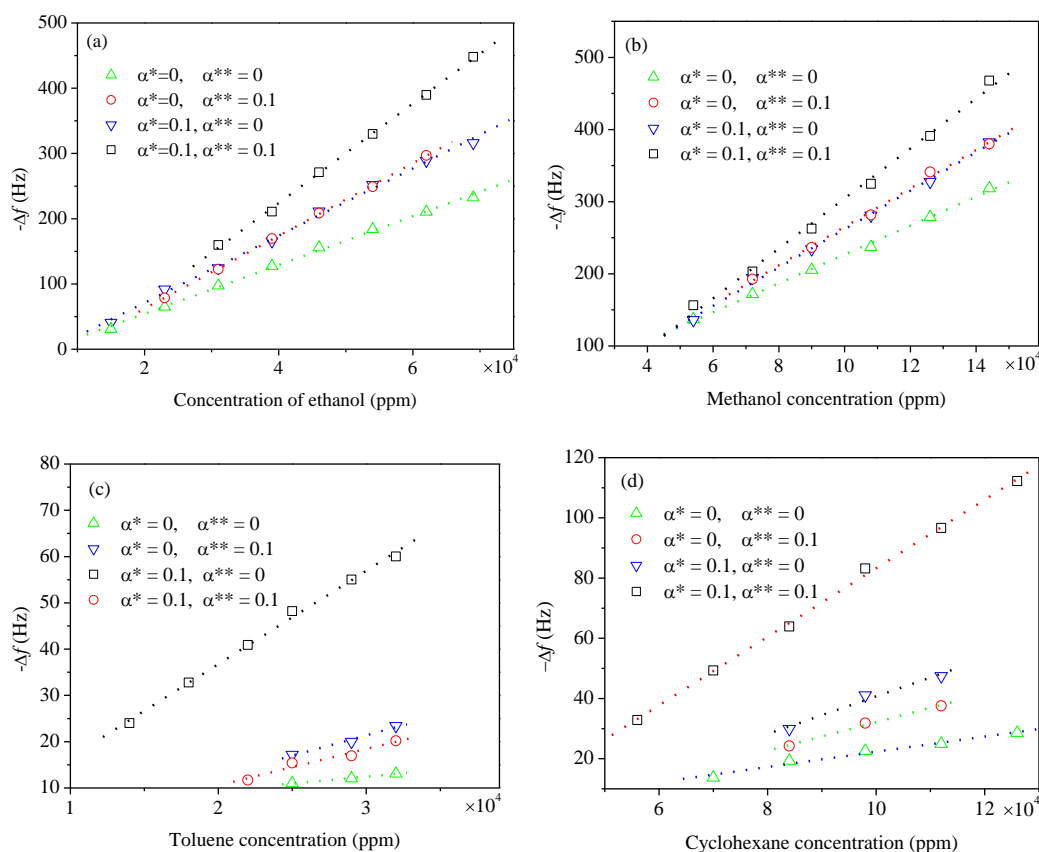 (a)
500
400
300
200
100
0
-Δf (Hz)
α*=0, α** = 0
α*=0, α** = 0.1
α*=0.1, α** = 0
α*=0.1, α** = 0.1
2 4 6
×10⁴
Concentration of ethanol (ppm)
(b)
500
400
300
200
100
-Δf (Hz)
α* = 0, α** = 0
α* = 0, α** = 0.1
α* = 0.1, α** = 0
α* = 0.1, α** = 0.1
4 6 8 10 12 14
×10⁴
Methanol concentration (ppm)
(c)
80
70
60
50
40
30
20
10
-Δf (Hz)
α* = 0, α** = 0
α* = 0, α** = 0.1
α* = 0.1, α** = 0
α* = 0.1, α** = 0.1
1 2 3 4
×10⁴
Toluene concentration (ppm)
(d)
120
100
80
60
40
20
−Δf (Hz)
α* = 0, α** = 0
α* = 0, α** = 0.1
α* = 0.1, α** = 0
α* = 0.1, α** = 0.1
6 8 10 12
×10⁴
Cyclohexane concentration (ppm)